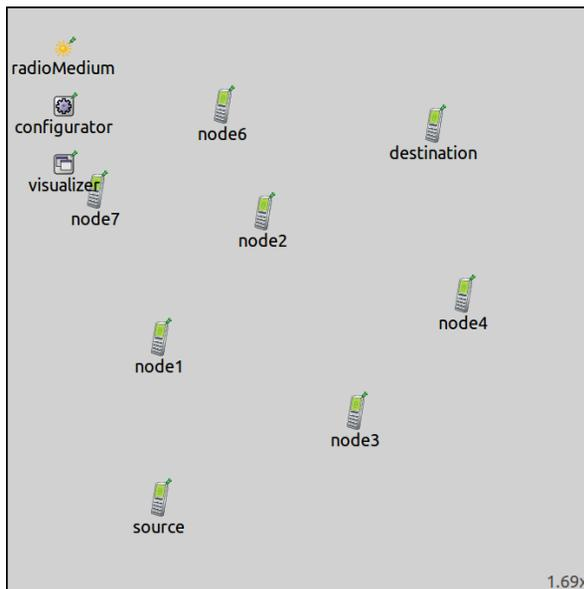 radioMedium
configurator
node6
destination
visualizer
node7
node2
node4
node1
node3
source
1.69x